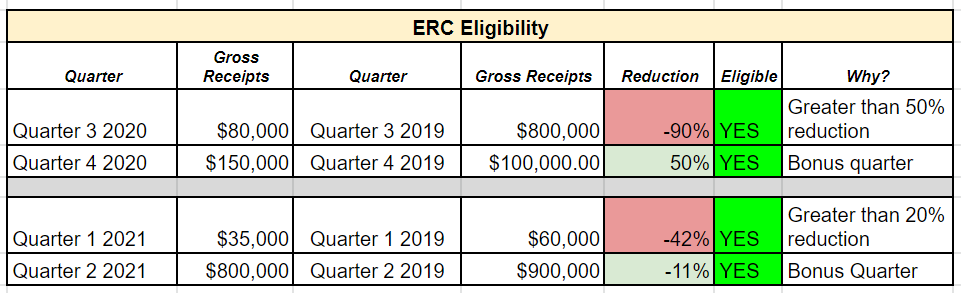 ERC Eligibility
Quarter Gross Receipts Quarter Gross Receipts Reduction Eligible Why?
Quarter 3 2020 $80,000 Quarter 3 2019 $800,000 -90% YES Greater than 50% reduction
Quarter 4 2020 $150,000 Quarter 4 2019 $100,000.00 50% YES Bonus quarter
Quarter 1 2021 $35,000 Quarter 1 2019 $60,000 -42% YES Greater than 20% reduction
Quarter 2 2021 $800,000 Quarter 2 2019 $900,000 -11% YES Bonus Quarter